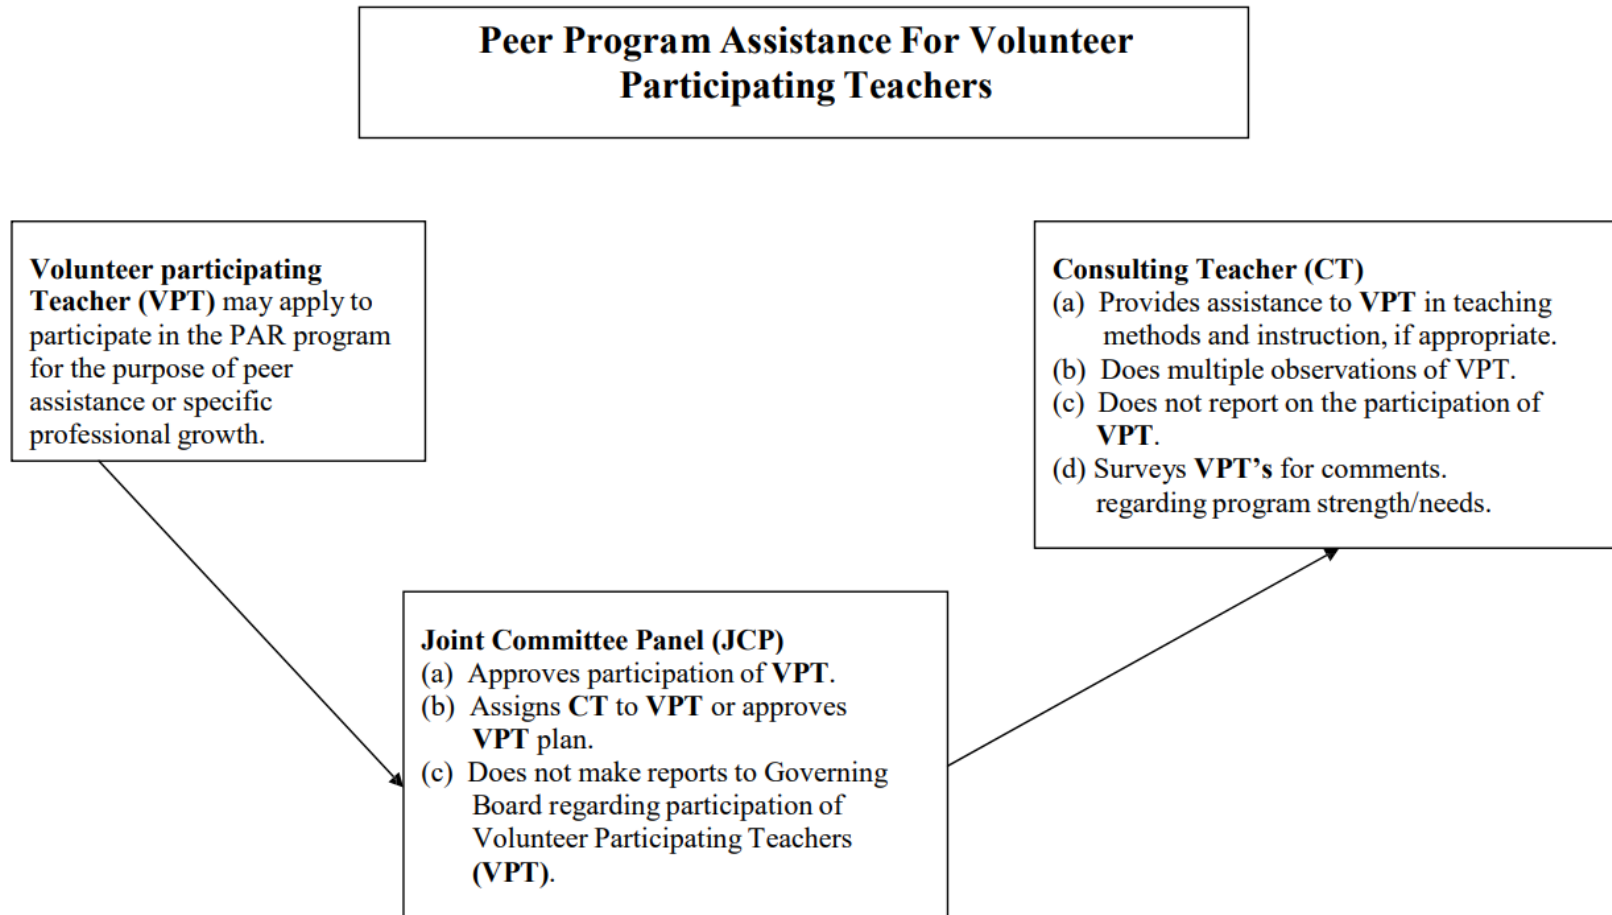 Peer Program Assistance For Volunteer
Participating Teachers
Volunteer participating
Teacher (VPT) may apply to
participate in the PAR program
for the purpose of peer
assistance or specific
professional growth.
Consulting Teacher (CT)
(a) Provides assistance to VPT in teaching
methods and instruction, if appropriate.
(b) Does multiple observations of VPT.
(c) Does not report on the participation of
VPT.
(d) Surveys VPT’s for comments.
regarding program strength/needs.
Joint Committee Panel (JCP)
(a) Approves participation of VPT.
(b) Assigns CT to VPT or approves
VPT plan.
(c) Does not make reports to Governing
Board regarding participation of
Volunteer Participating Teachers
(VPT).